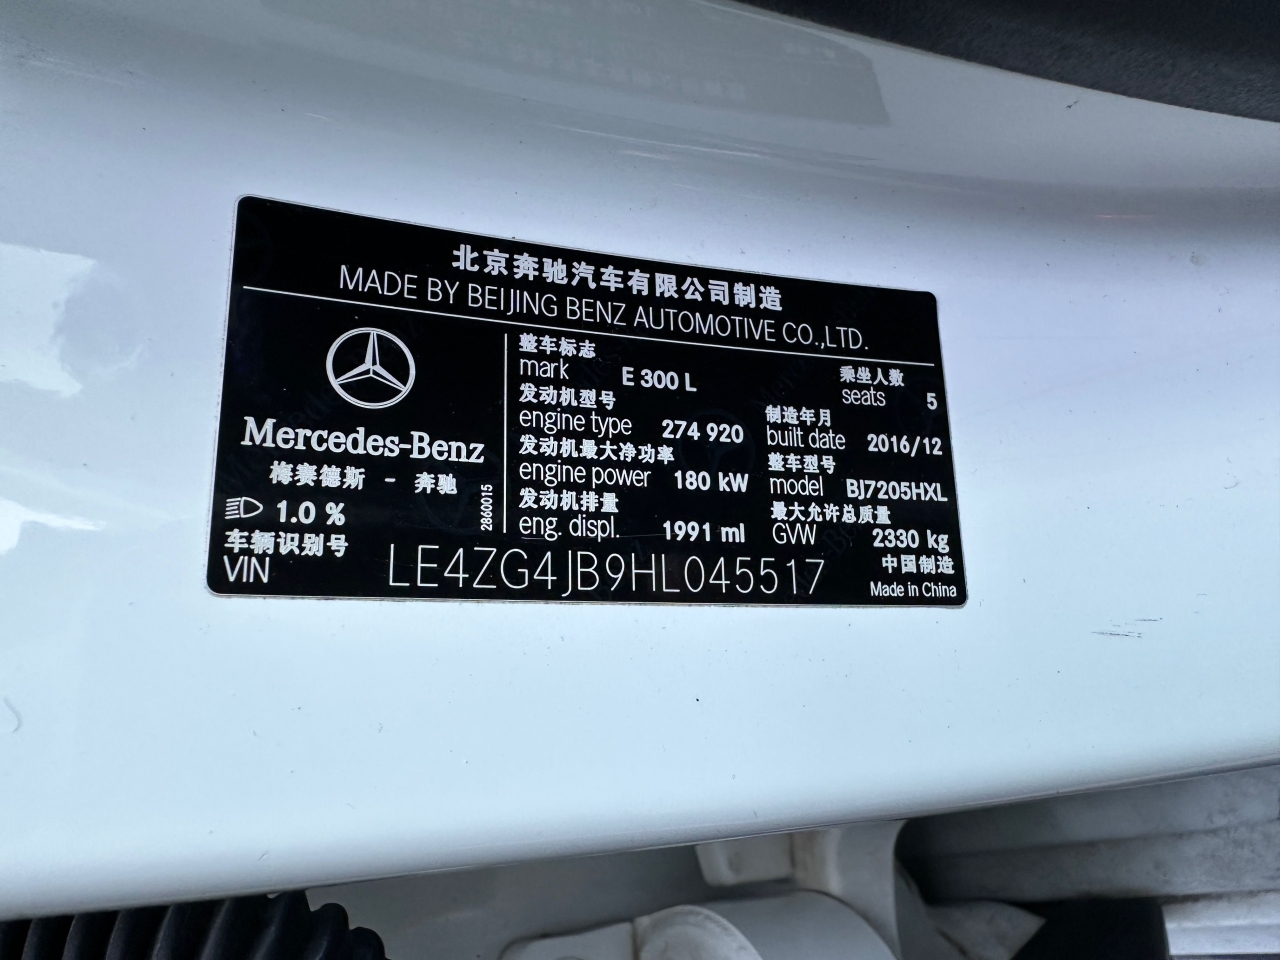 北京奔驰汽车有限公司制造
MADE BY BEIJING BENZ AUTOMOTIVE CO.,LTD.
Mercedes-Benz
梅赛德斯 - 奔驰
1.0 %
2860015
整车标志
mark E 300 L
乘坐人数
seats 5
发动机型号
engine type 274 920
制造年月
built date 2016/12
发动机最大净功率
engine power 180 kW
整车型号
model BJ7205HXL
发动机排量
eng. displ. 1991 ml
最大允许总质量
GVW 2330 kg
车辆识别号
VIN LE4ZG4JB9HL045517
中国制造
Made in China